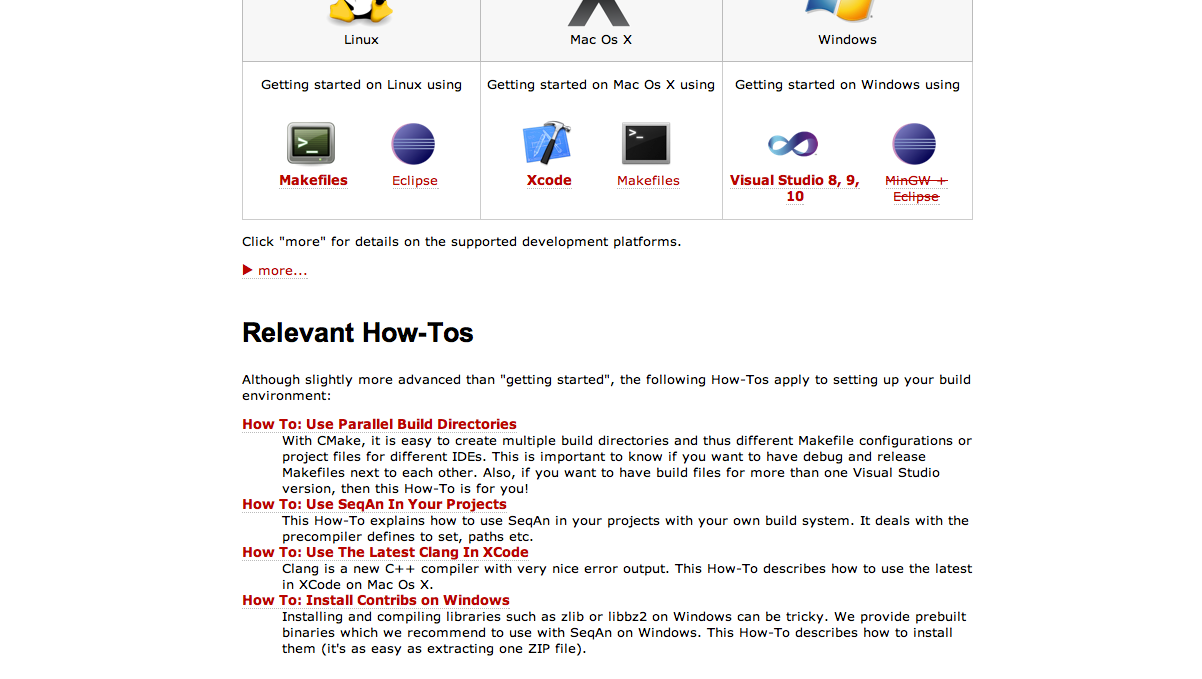 Linux
Mac Os X
Windows
Getting started on Linux using
Getting started on Mac Os X using
Getting started on Windows using
Makefiles
Eclipse
Xcode
Makefiles
Visual Studio 8, 9,
10
MinGW +
Eclipse
Click "more" for details on the supported development platforms.
more...
Relevant How-Tos
Although slightly more advanced than "getting started", the following How-Tos apply to setting up your build
environment:
How To: Use Parallel Build Directories
With CMake, it is easy to create multiple build directories and thus different Makefile configurations or
project files for different IDEs. This is important to know if you want to have debug and release
Makefiles next to each other. Also, if you want to have build files for more than one Visual Studio
version, then this How-To is for you!
How To: Use SeqAn In Your Projects
This How-To explains how to use SeqAn in your projects with your own build system. It deals with the
precompiler defines to set, paths etc.
How To: Use The Latest Clang In XCode
Clang is a new C++ compiler with very nice error output. This How-To describes how to use the latest
in XCode on Mac Os X.
How To: Install Contribs on Windows
Installing and compiling libraries such as zlib or libbz2 on Windows can be tricky. We provide prebuilt
binaries which we recommend to use with SeqAn on Windows. This How-To describes how to install
them (it's as easy as extracting one ZIP file).